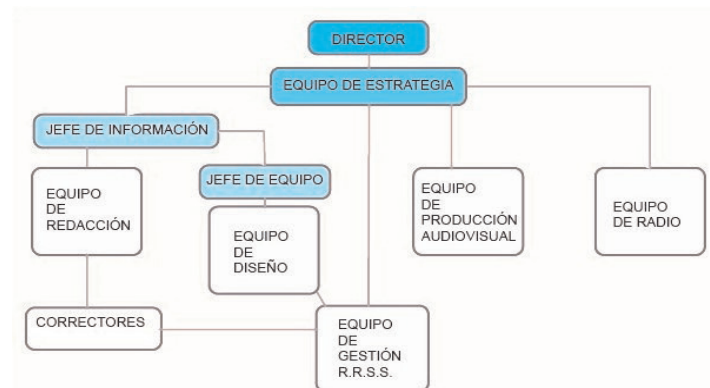 DIRECTOR
EQUIPO DE ESTRATEGIA
JEFE DE INFORMACIÓN
JEFE DE EQUIPO
EQUIPO
DE
REDACCIÓN
EQUIPO
DE
DISEÑO
EQUIPO
DE
PRODUCCIÓN
AUDIOVISUAL
EQUIPO
DE RADIO
CORRECTORES
EQUIPO
DE
GESTIÓN
R.R.S.S.